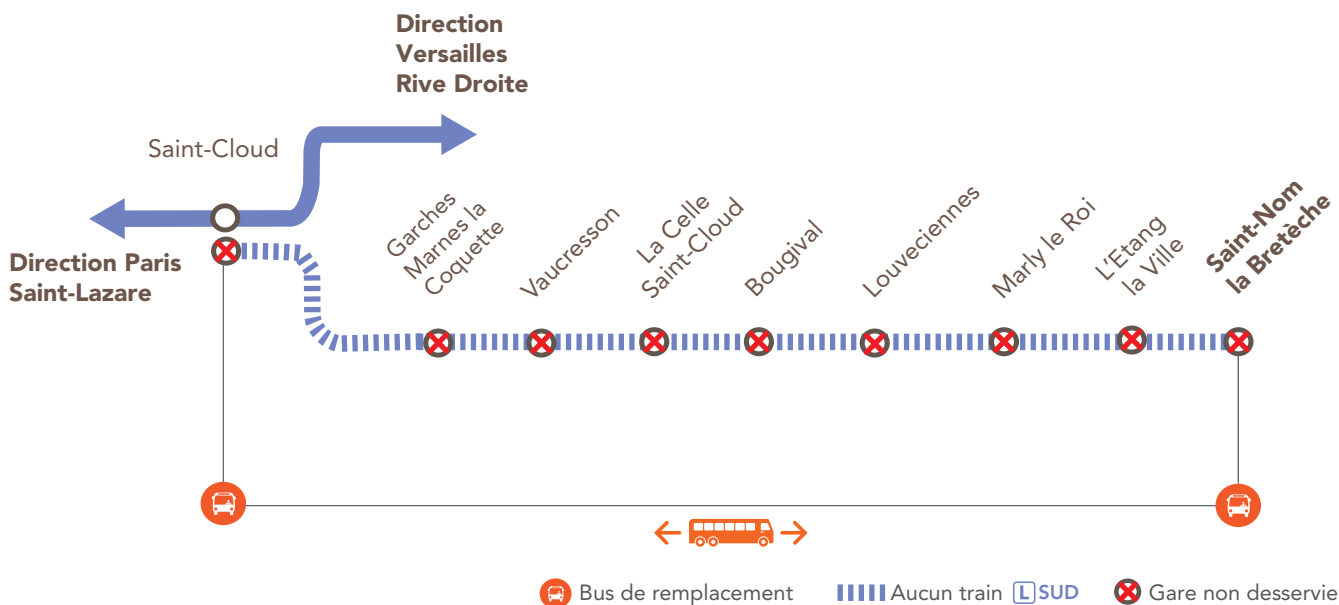 Direction
Versailles
Rive Droite
Saint-Cloud
Direction Paris
Saint-Lazare
Garches
Marnes la
Coquette
Vaucresson
La Celle
Saint-Cloud
Bougival
Louveciennes
Marly le Roi
L'Etang
la Ville
Saint-Nom
la Bretèche
Bus de remplacement
Aucun train L SUD
Gare non desservie